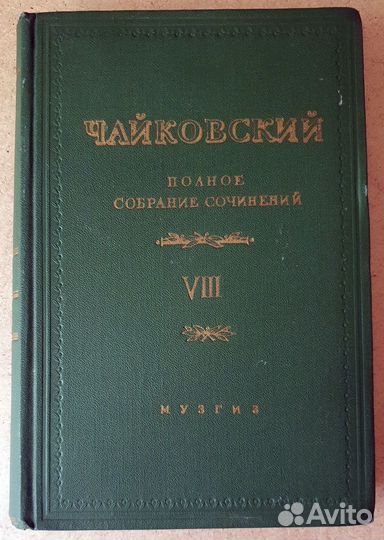 ЧАЙКОВСКИЙ
ПОЛНОЕ
СОБРАНИЕ СОЧИНЕНИЙ
VIII
МУЗГИЗ
Avito